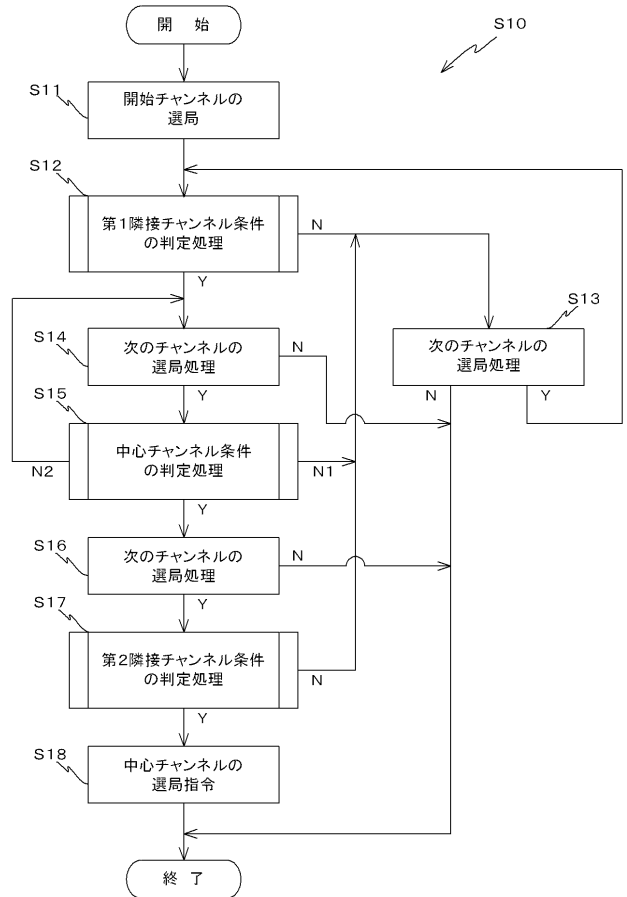 開 始
S10
S11
開始チャンネルの
選局
S12
第1隣接チャンネル条件
の判定処理
N
Y
S13
次のチャンネルの
選局処理
N
Y
S14
次のチャンネルの
選局処理
N
Y
S15
中心チャンネル条件
の判定処理
N2
N1
Y
S16
次のチャンネルの
選局処理
N
Y
S17
第2隣接チャンネル条件
の判定処理
N
Y
S18
中心チャンネルの
選局指令
終 了